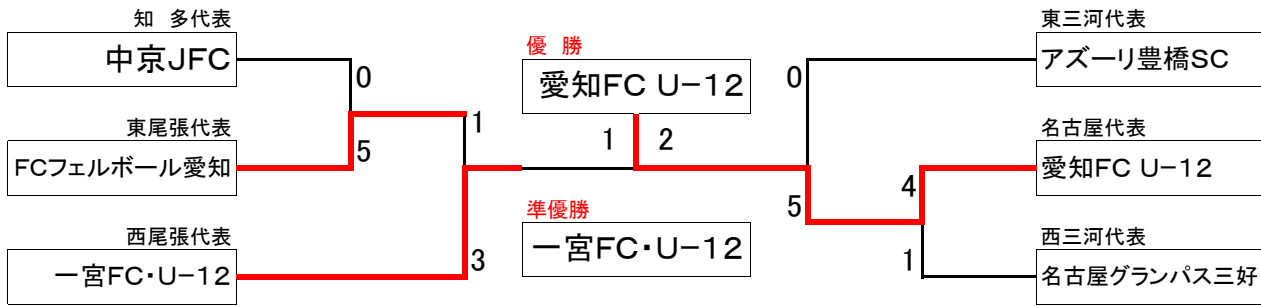 知 多代表
中京JFC
0
東尾張代表
FCフェルボール愛知
5
1
西尾張代表
一宮FC・U-12
3
優 勝
愛知FC U-12
1 2
準優勝
一宮FC・U-12
東三河代表
アズーリ豊橋SC
0
名古屋代表
愛知FC U-12
4
5
西三河代表
名古屋グランパス三好
1